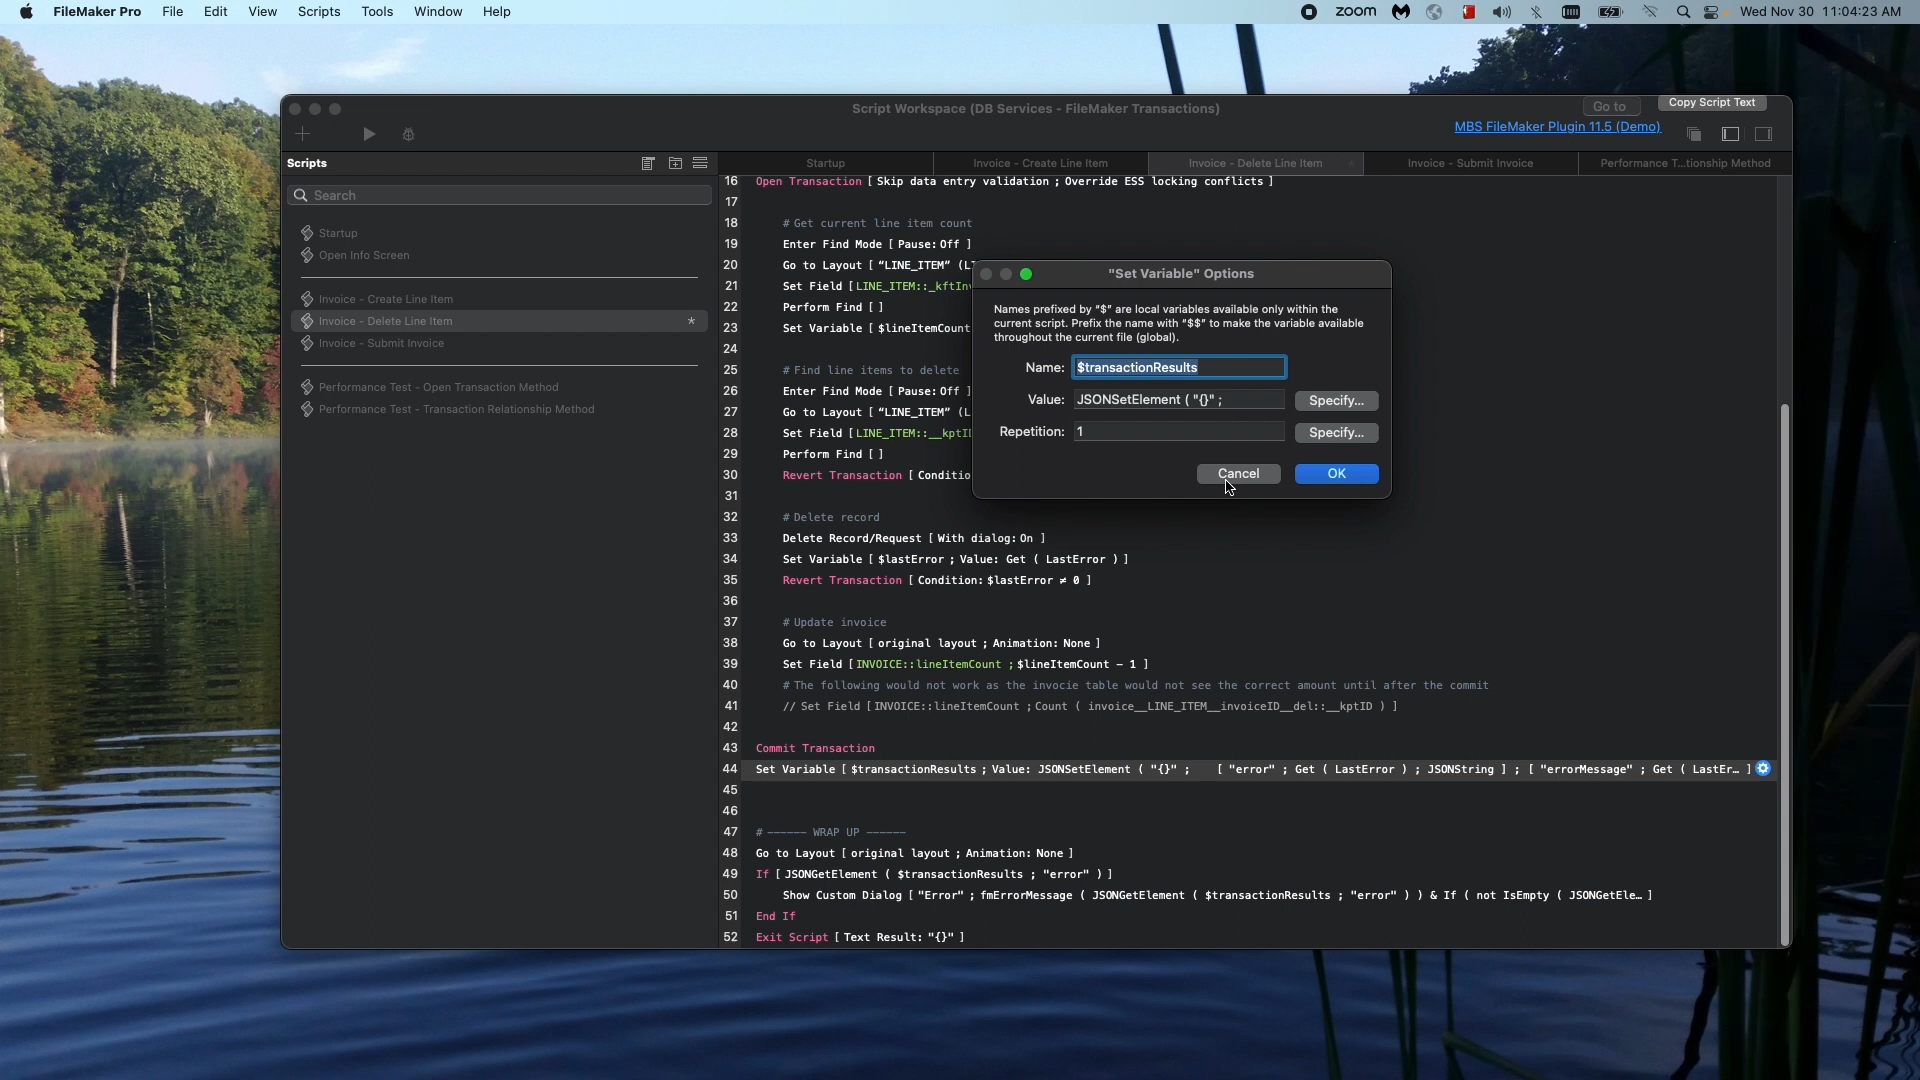 FileMaker Pro File Edit View Scripts Tools Window Help
zoom Wed Nov 30 11:04:23 AM
Script Workspace (DB Services - FileMaker Transactions)
Go to
Copy Script Text
MBS FileMaker Plugin 11.5 (Demo)
Scripts
Startup
Invoice - Create Line Item
Invoice - Delete Line Item
Invoice - Submit Invoice
Performance T...tionship Method
Search
Startup
Open Info Screen
Invoice - Create Line Item
Invoice - Delete Line Item *
Invoice - Submit Invoice
Performance Test - Open Transaction Method
Performance Test - Transaction Relationship Method
16 Open Transaction [ Skip data entry validation ; Override ESS locking conflicts ]
17
18 # Get current line item count
19 Enter Find Mode [ Pause: Off ]
20 Go to Layout [ “LINE_ITEM” (LI
21 Set Field [ LINE_ITEM::_kftInv
22 Perform Find [ ]
23 Set Variable [ $lineItemCount
24
25 # Find line items to delete
26 Enter Find Mode [ Pause: Off ]
27 Go to Layout [ “LINE_ITEM” (L
28 Set Field [ LINE_ITEM::__kptI
29 Perform Find [ ]
30 Revert Transaction [ Conditio
31
32 # Delete record
33 Delete Record/Request [ With dialog: On ]
34 Set Variable [ $lastError ; Value: Get ( LastError ) ]
35 Revert Transaction [ Condition: $lastError ≠ 0 ]
36
37 # Update invoice
38 Go to Layout [ original layout ; Animation: None ]
39 Set Field [ INVOICE::lineItemCount ; $lineItemCount - 1 ]
40 # The following would not work as the invocie table would not see the correct amount until after the commit
41 // Set Field [ INVOICE::lineItemCount ; Count ( invoice__LINE_ITEM__invoiceID__del::__kptID ) ]
42
43 Commit Transaction
44 Set Variable [ $transactionResults ; Value: JSONSetElement ( "{}" ; [ "error" ; Get ( LastError ) ; JSONString ] ; [ "errorMessage" ; Get ( LastEr… ]
45
46
47 # —————— WRAP UP ——————
48 Go to Layout [ original layout ; Animation: None ]
49 If [ JSONGetElement ( $transactionResults ; "error" ) ]
50 Show Custom Dialog [ "Error" ; fmErrorMessage ( JSONGetElement ( $transactionResults ; "error" ) ) & If ( not IsEmpty ( JSONGetEle… ]
51 End If
52 Exit Script [ Text Result: "{}" ]
"Set Variable" Options
Names prefixed by "$" are local variables available only within the
current script. Prefix the name with "$$" to make the variable available
throughout the current file (global).
Name: $transactionResults
Value: JSONSetElement ( "{}" ; Specify...
Repetition: 1 Specify...
Cancel OK